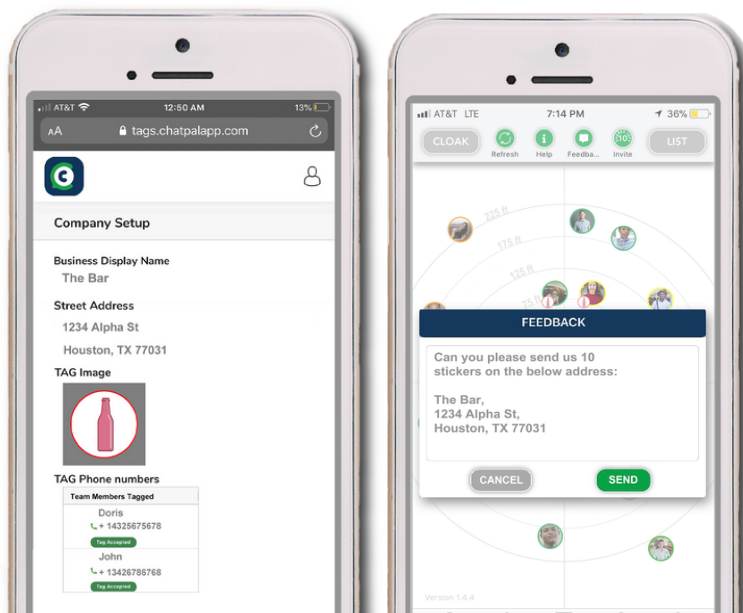 AT&T
12:50 AM
13%
AA
tags.chatpalapp.com
C
Company Setup
Business Display Name
The Bar
Street Address
1234 Alpha St
Houston, TX 77031
TAG Image
TAG Phone numbers
Team Members Tagged
Doris
+ 14325675678
Tag Accepted
John
+ 13426786768
Tag Accepted
AT&T LTE
7:14 PM
36%
CLOAK
Refresh
Help
Feedba...
10
Invite
LIST
225 ft
175 ft
125 ft
75 ft
FEEDBACK
Can you please send us 10
stickers on the below address:
The Bar,
1234 Alpha St,
Houston, TX 77031
CANCEL
SEND
Version 1.4.4